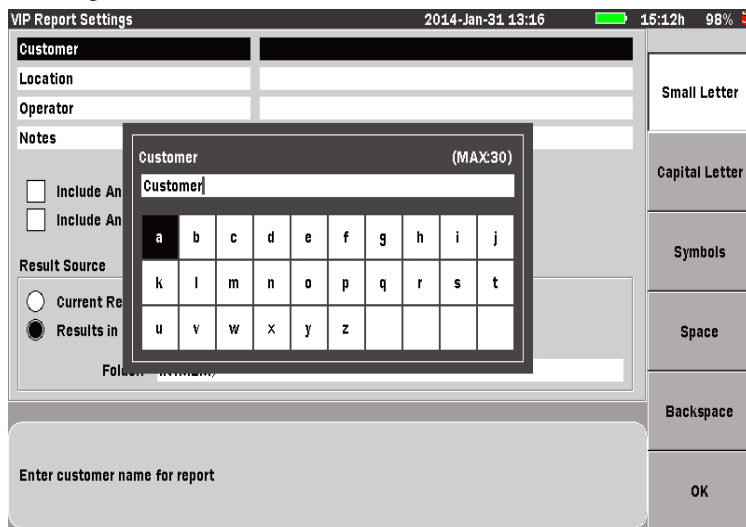 VIP Report Settings 2014-Jan-31 13:16 15:12h 98%
Customer
Location
Operator
Notes
Include An
Include An
Result Source
Current Re
Results in
Customer (MAX:30)
Customer
a b c d e f g h i j
k l m n o p q r s t
u v w x y z
Small Letter
Capital Letter
Symbols
Space
Backspace
OK
Enter customer name for report